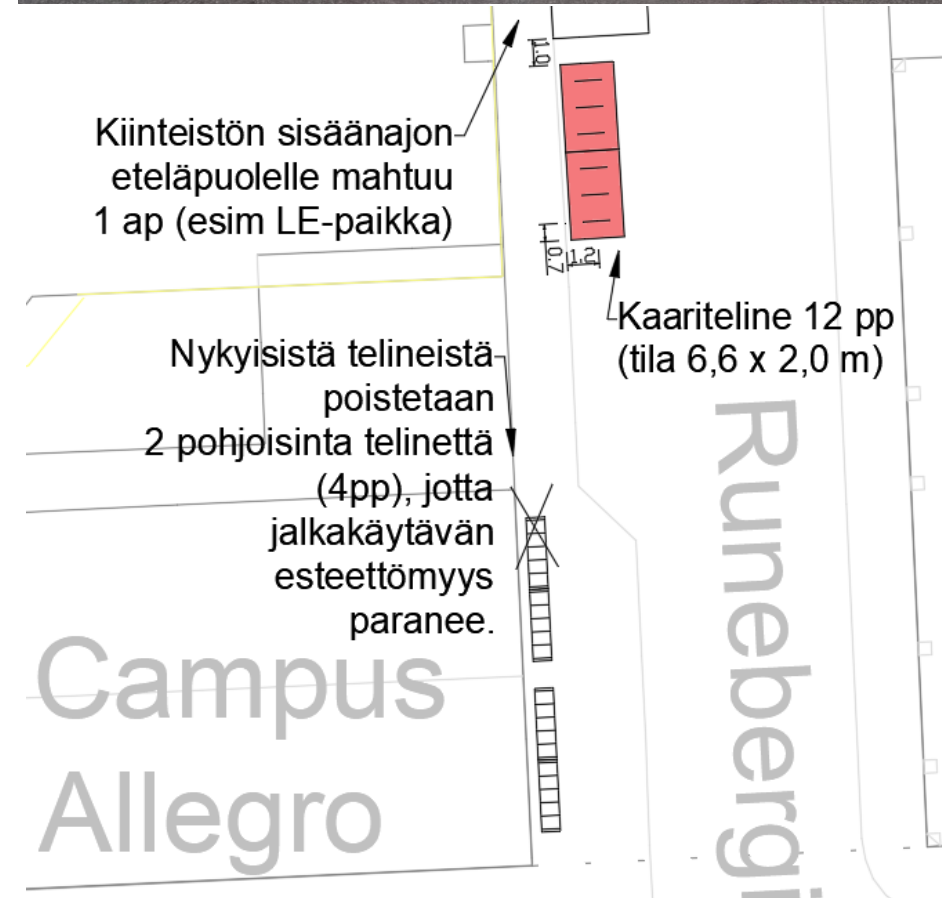 1.0
Kiinteistön sisäänajon
eteläpuolelle mahtuu
1 ap (esim LE-paikka)
0.7
1.2
Kaariteline 12 pp
(tila 6,6 x 2,0 m)
Nykyisistä telineistä
poistetaan
2 pohjoisinta telinettä
(4pp), jotta
jalkakäytävän
esteettömyys
paranee.
Campus
Allegro
Runebergi